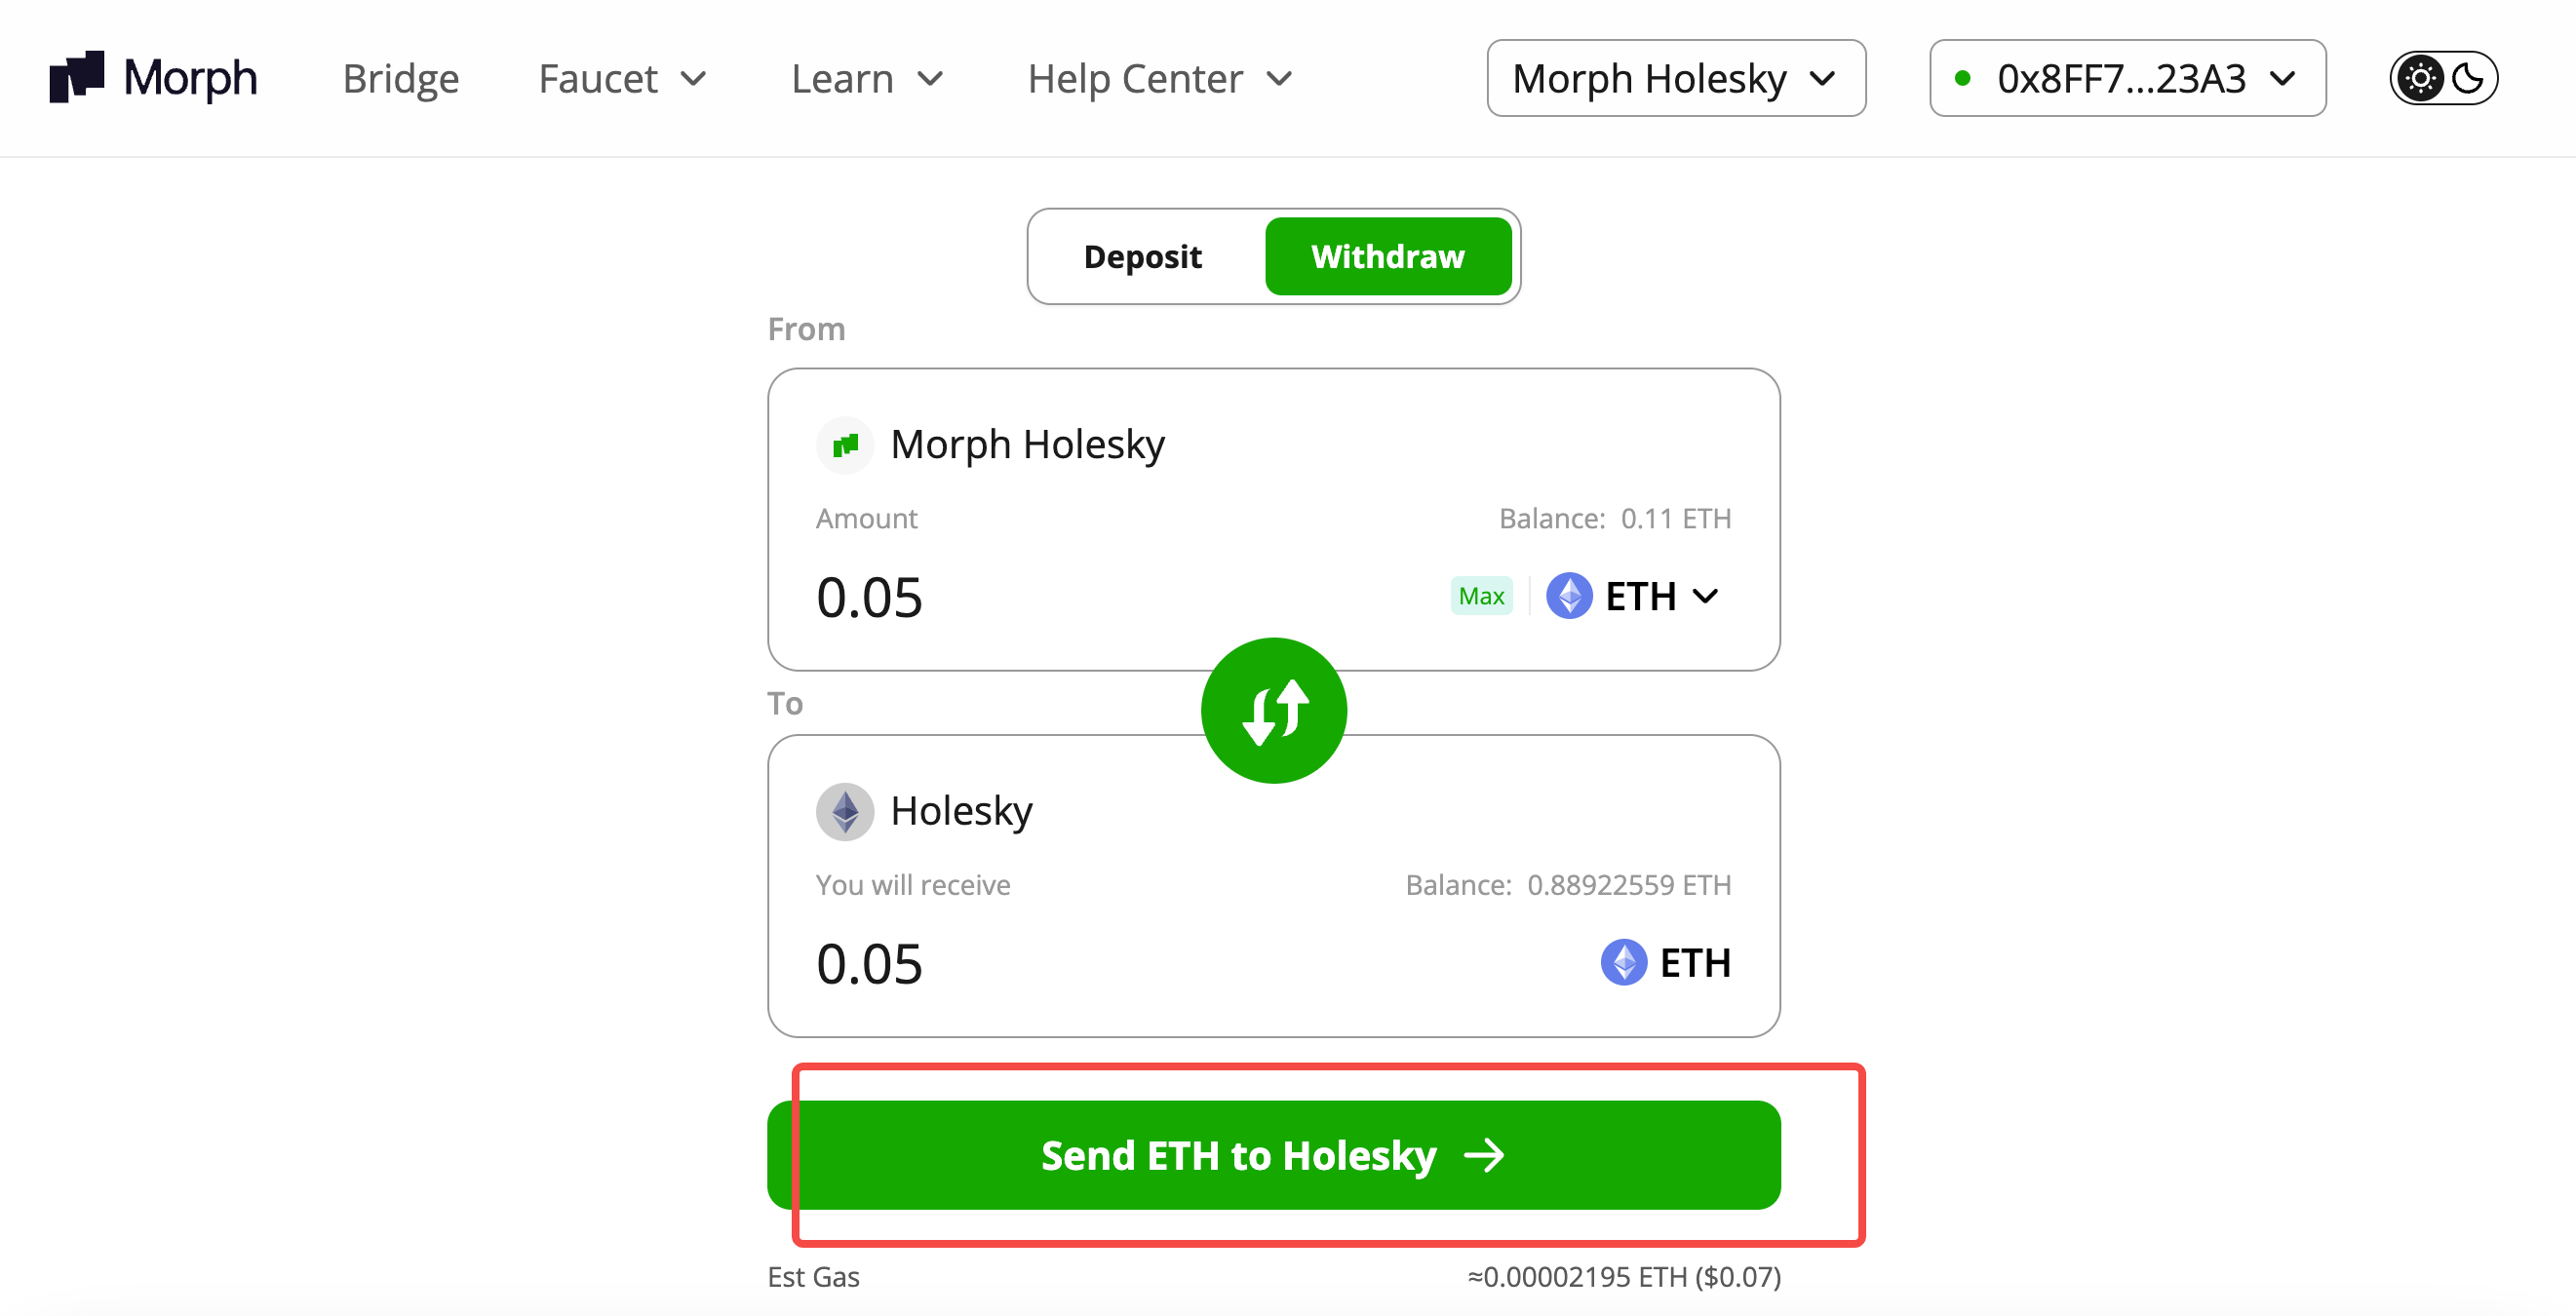 Morph Bridge Faucet Learn Help Center Morph Holesky 0x8FF7...23A3
Deposit Withdraw
From
Morph Holesky
Amount Balance: 0.11 ETH
0.05 Max ETH
To
Holesky
You will receive Balance: 0.88922559 ETH
0.05 ETH
Send ETH to Holesky →
Est Gas ≈0.00002195 ETH ($0.07)